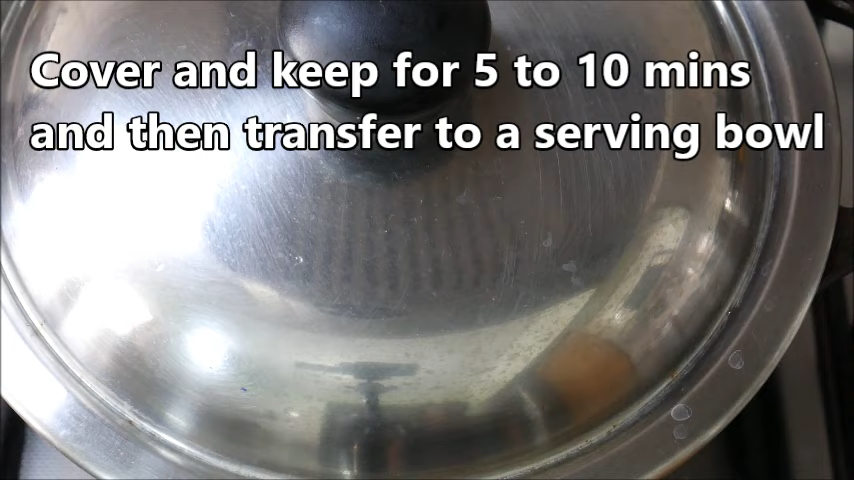 Cover and keep for 5 to 10 mins
and then transfer to a serving bowl